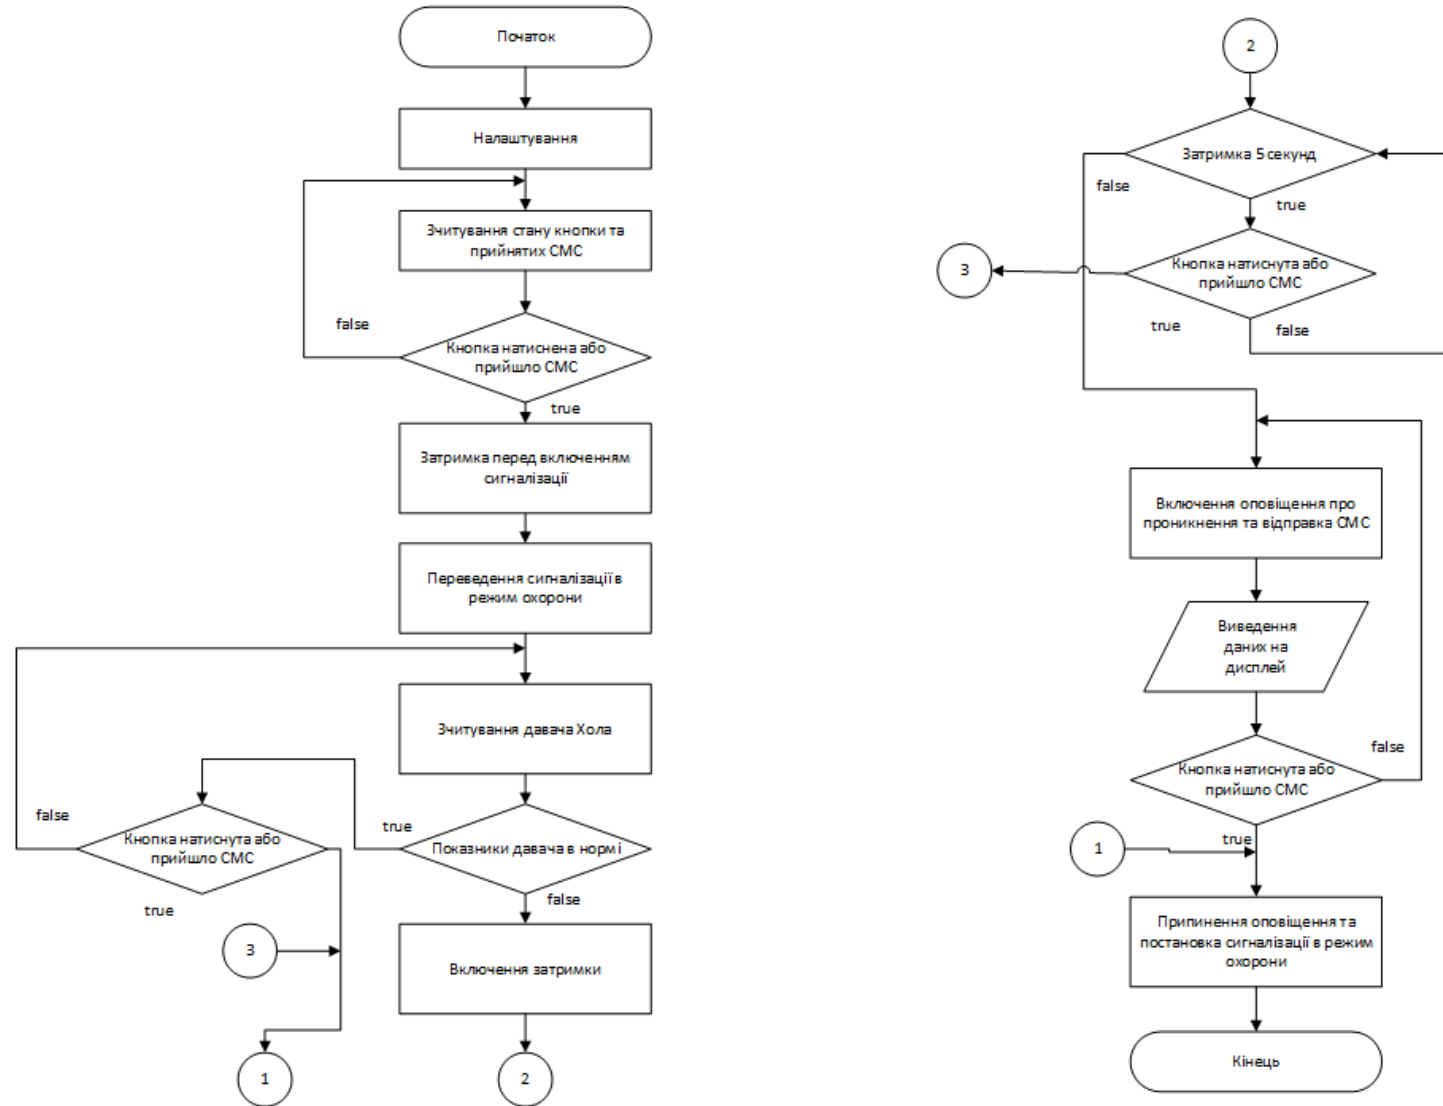 Початок
Налаштування
Зчитування стану кнопки та
прийнятих СМС
false
Кнопка натиснена або
прийшло СМС
true
Затримка перед включенням
сигналізації
Переведення сигналізації в
режим охорони
Зчитування давача Хола
false
true
Кнопка натиснута або
прийшло СМС
Показники давача в нормі
true
false
3
Включення затримки
1
2
2
Затримка 5 секунд
false
true
3
Кнопка натиснута або
прийшло СМС
true
false
Включення оповіщення про
проникнення та відправка СМС
Виведення
даних на
дисплей
false
Кнопка натиснута або
прийшло СМС
true
1
Припинення оповіщення та
постановка сигналізації в режим
охорони
Кінець